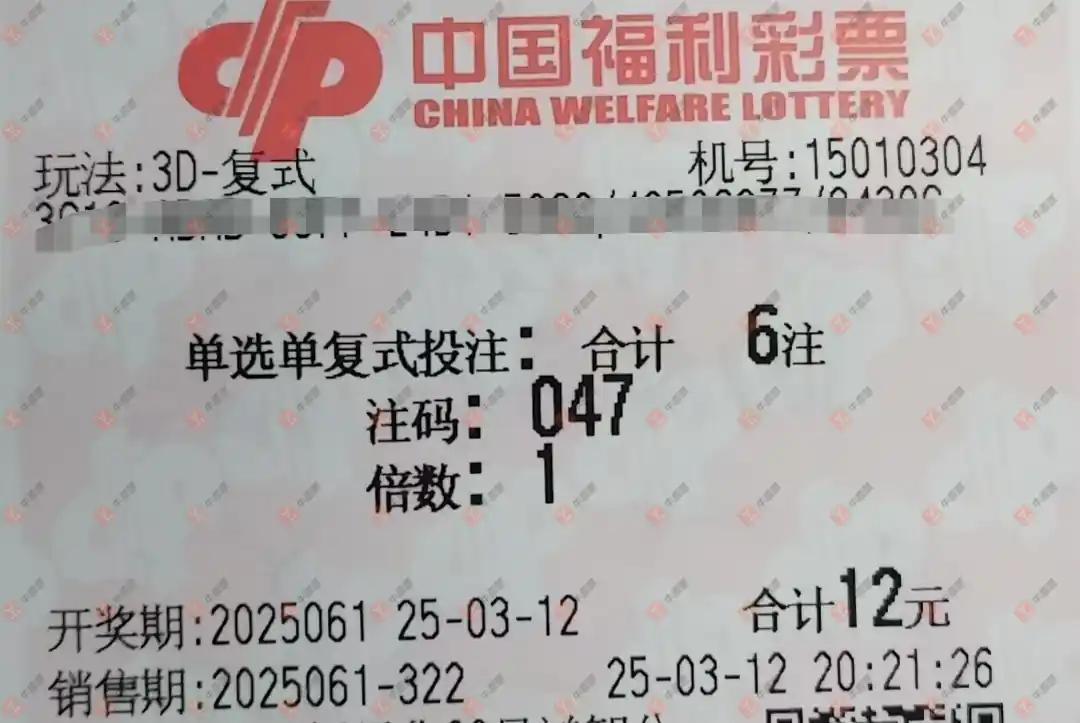 中国福利彩票
CHINA WELFARE LOTTERY
玩法:3D-复式 机号:15010304
单选单复式投注: 合计 6注
注码: 047
倍数: 1
开奖期:2025061 25-03-12 合计12元
销售期:2025061-322 25-03-12 20:21:26